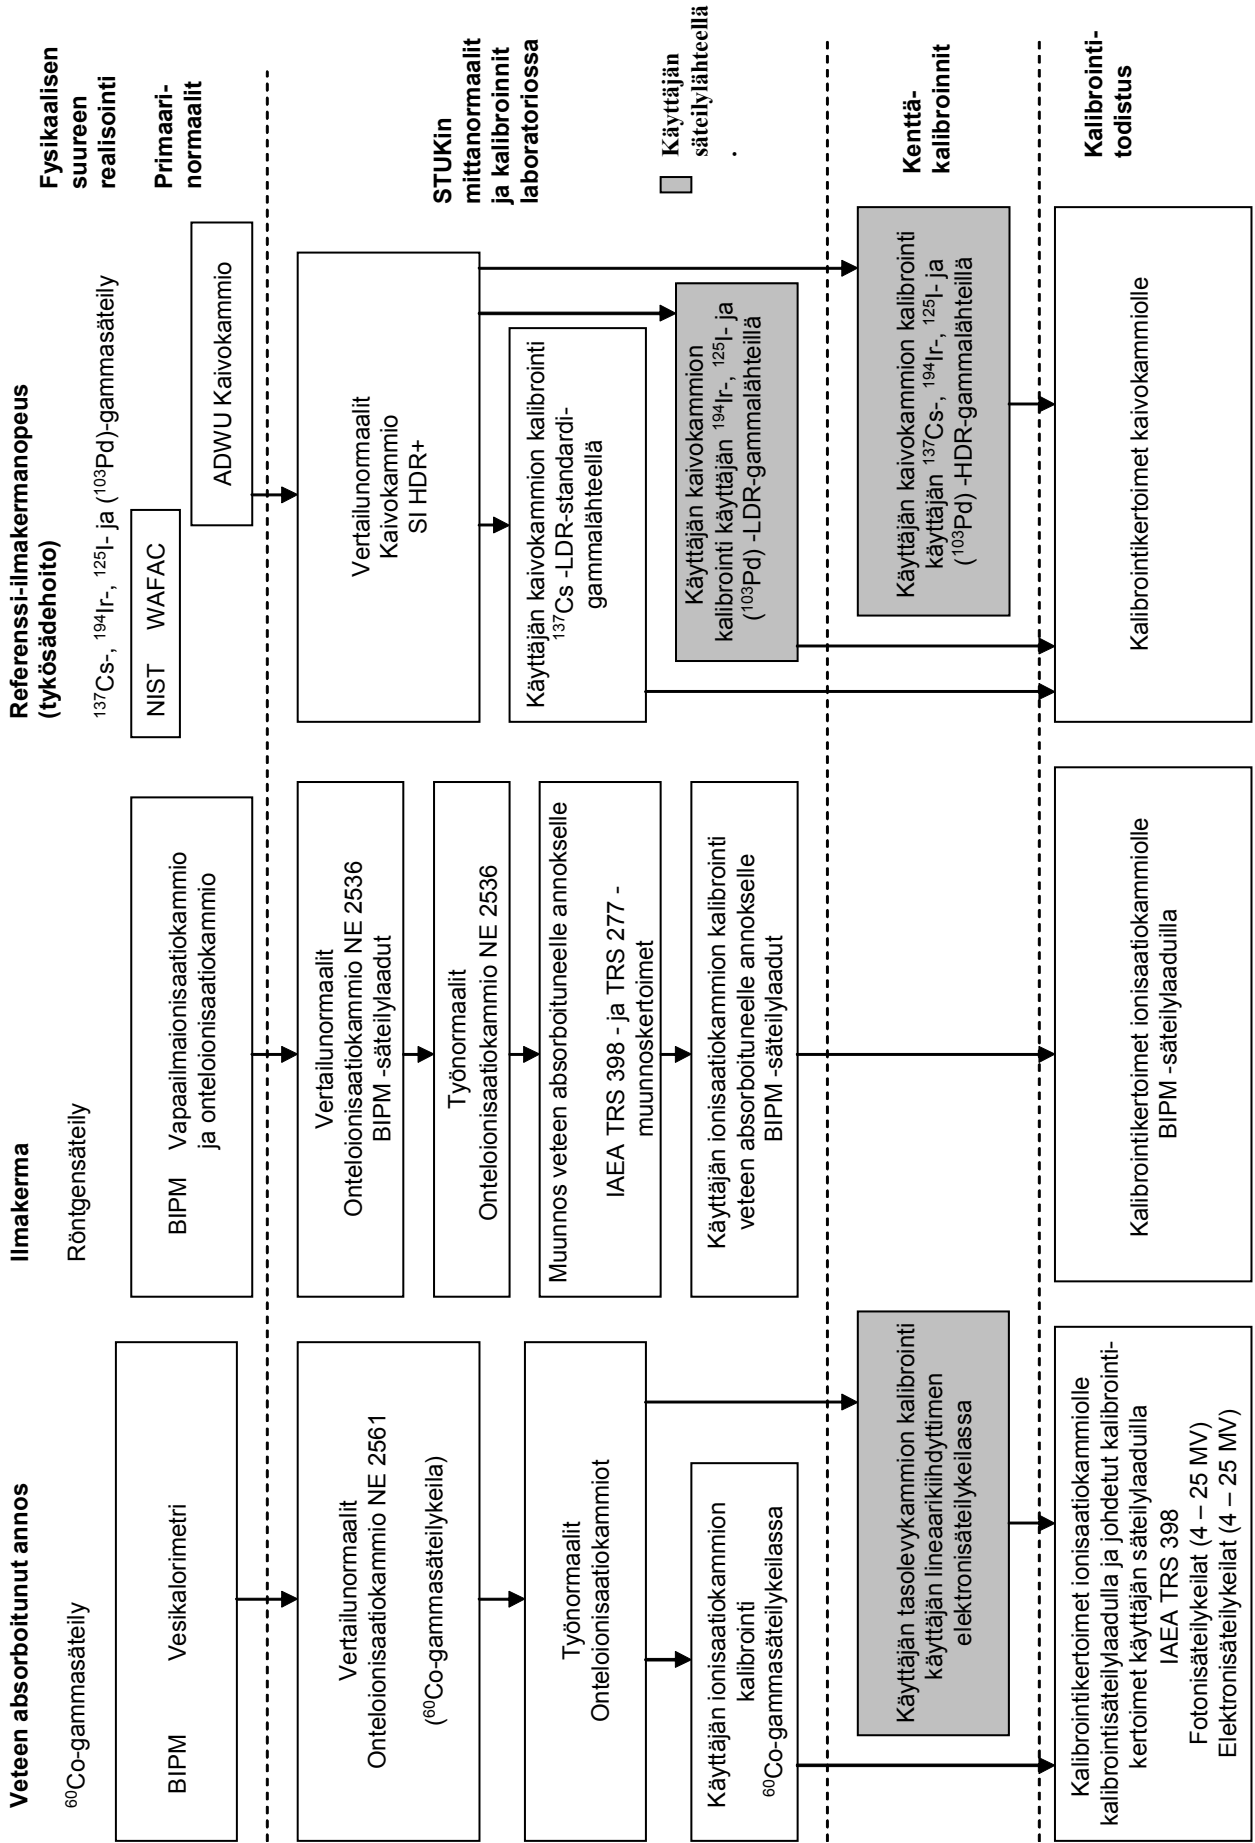 Veteen absorboitunut annos
⁶⁰Co-gammasäteily
BIPM Vesikalorimetri
Vertailunormaalit
Onteloionisaatiokammio NE 2561
(⁶⁰Co-gammasäteilykeila)
Työnormaalit
Onteloionisaatiokammiot
Käyttäjän ionisaatiokammion
kalibrointi
⁶⁰Co-gammasäteilykeilassa
Käyttäjän tasolevykammion kalibrointi
käyttäjän lineaarikiihdyttimen
elektronisäteilykeilassa
Kalibrointikertoimet ionisaatiokammiolle
kalibrointisäteilylaadulla ja johdetut kalibrointi-
kertoimet käyttäjän säteilylaaduilla
IAEA TRS 398
Fotonisäteilykeilat (4 – 25 MV)
Elektronisäteilykeilat (4 – 25 MV)
Ilmakerma
Röntgensäteily
BIPM Vapaailmaionisaatiokammio
ja onteloionisaatiokammio
Vertailunormaalit
Onteloionisaatiokammio NE 2536
BIPM -säteilylaadut
Työnormaalit
Onteloionisaatiokammio NE 2536
Muunnos veteen absorboituneelle annokselle
IAEA TRS 398 - ja TRS 277 -
muunnoskertoimet
Käyttäjän ionisaatiokammion kalibrointi
veteen absorboituneelle annokselle
BIPM -säteilylaadut
Kalibrointikertoimet ionisaatiokammiolle
BIPM -säteilylaaduilla
Referenssi-ilmakermanopeus
(tykösädehoito)
¹³⁷Cs-, ¹⁹⁴Ir-, ¹²⁵I- ja (¹⁰³Pd)-gammasäteily
NIST WAFAC
ADWU Kaivokammio
Vertailunormaalit
Kaivokammio
SI HDR+
Käyttäjän kaivokammion kalibrointi
¹³⁷Cs -LDR-standardi-
gammalähteellä
Käyttäjän kaivokammion
kalibrointi käyttäjän ¹⁹⁴Ir-, ¹²⁵I- ja
(¹⁰³Pd) -LDR-gammalähteillä
Käyttäjän kaivokammion kalibrointi
käyttäjän ¹³⁷Cs-, ¹⁹⁴Ir-, ¹²⁵I- ja
(¹⁰³Pd) -HDR-gammalähteillä
Kalibrointikertoimet kaivokammiolle
Fysikaalisen
suureen
realisointi
Primaari-
normaalit
STUKin
mittanormaalit
ja kalibroinnit
laboratoriossa
Käyttäjän
säteilylähteellä
.
Kenttä-
kalibroinnit
Kalibrointi-
todistus